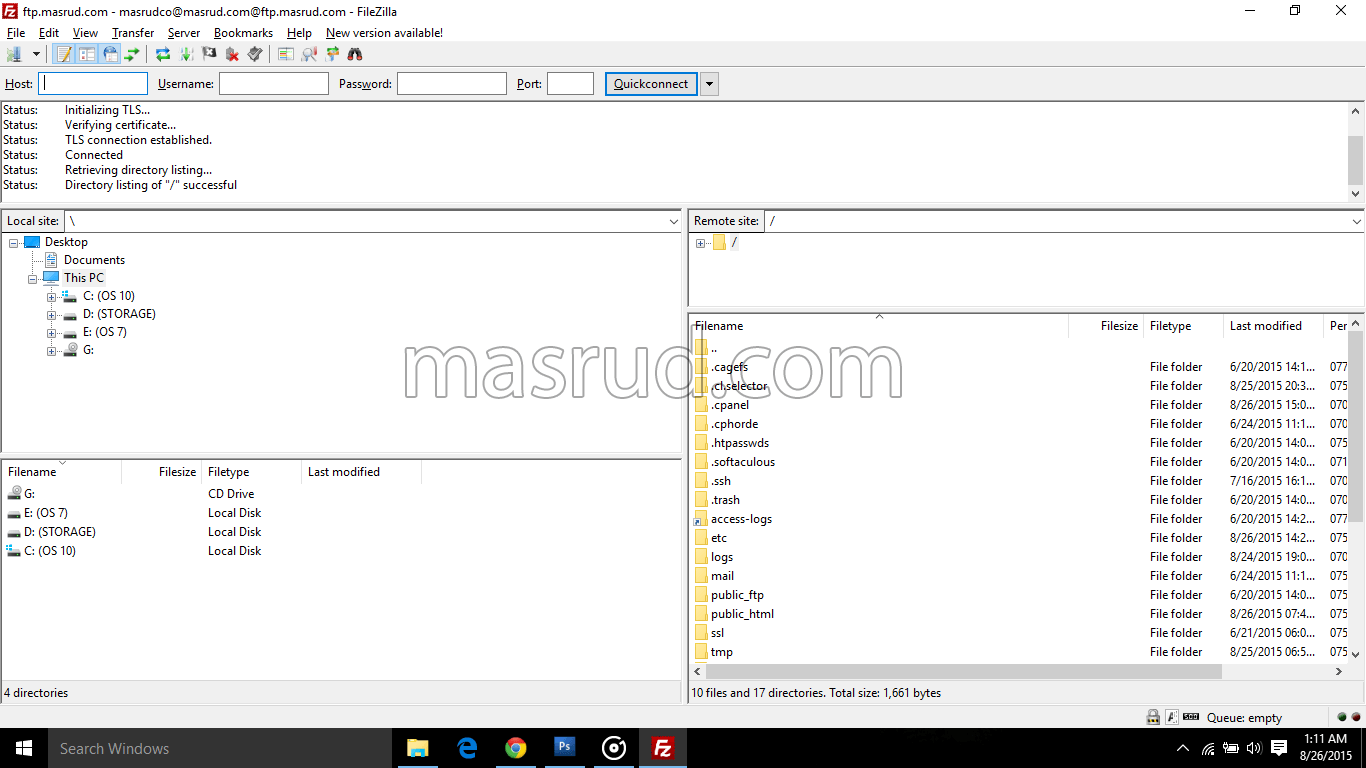 ftp.masrud.com - masrudco@masrud.com@ftp.masrud.com - FileZilla
File Edit View Transfer Server Bookmarks Help New version available!
Host: Username: Password: Port: Quickconnect
Status: Initializing TLS...
Status: Verifying certificate...
Status: TLS connection established.
Status: Connected
Status: Retrieving directory listing...
Status: Directory listing of "/" successful
Local site: \
Desktop
Documents
This PC
C: (OS 10)
D: (STORAGE)
E: (OS 7)
G:
Filename Filesize Filetype Last modified
G: CD Drive
E: (OS 7) Local Disk
D: (STORAGE) Local Disk
C: (OS 10) Local Disk
4 directories
Remote site: /
/
Filename Filesize Filetype Last modified Per
..
.cagefs File folder 6/20/2015 14:1... 077
.cl.selector File folder 8/25/2015 20:3... 075
.cpanel File folder 8/26/2015 15:0... 070
.cphorde File folder 6/24/2015 11:1... 070
.htpasswds File folder 6/20/2015 14:0... 075
.softaculous File folder 6/20/2015 14:0... 071
.ssh File folder 7/16/2015 16:1... 070
.trash File folder 6/20/2015 14:0... 070
access-logs File folder 6/20/2015 14:2... 077
etc File folder 8/26/2015 14:2... 075
logs File folder 8/24/2015 19:0... 070
mail File folder 6/24/2015 11:1... 075
public_ftp File folder 6/20/2015 14:0... 075
public_html File folder 8/26/2015 07:4... 075
ssl File folder 6/21/2015 06:0... 075
tmp File folder 8/25/2015 06:5... 075
10 files and 17 directories. Total size: 1,661 bytes
masrud.com
Queue: empty
Search Windows
Ps
Fz
1:11 AM
8/26/2015